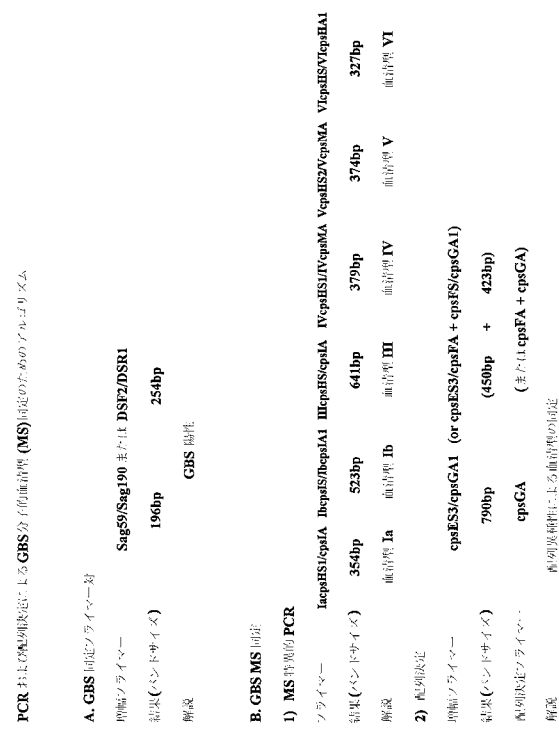 PCR および配列決定による GBS 分子的血清型 (MS) 同定のためのアルゴリズム
A. GBS 同定プライマー対
増幅プライマー Sag59/Sag190 または DSF2/DSR1
結果(バンドサイズ) 196bp 254bp
解説 GBS 陽性
B. GBS MS 同定
1) MS 特異的 PCR
プライマー IacpsHS1/cpsIA IbcpsIS/IbcpsIA1 IIIcpsHS/cpsIA IVcpsHS1/IVcpsMA VcpsHS2/VcpsMA VIcpsHS/VIcpsHA1
結果(バンドサイズ) 354bp 523bp 641bp 379bp 374bp 327bp
解説 血清型 Ia 血清型 Ib 血清型 III 血清型 IV 血清型 V 血清型 VI
2) 配列決定
増幅プライマー cpsES3/cpsGA1 (or cpsES3/cpsFA + cpsFS/cpsGA1)
結果(バンドサイズ) 790bp (450bp + 423bp)
配列決定プライマー cpsGA (または cpsFA + cpsGA)
解説 配列異種性による血清型の同定